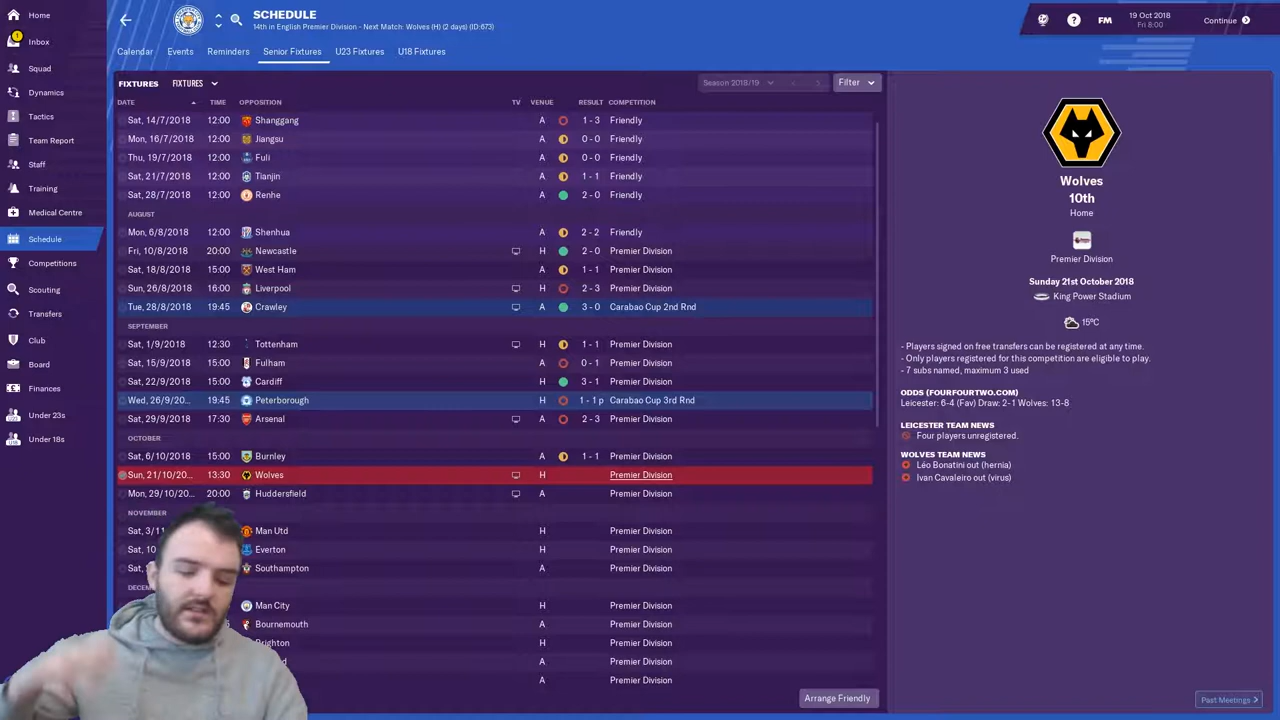 SCHEDULE
14th in English Premier Division - Next Match: Wolves (H) (2 days) (ID:673)
FM
19 Oct 2018
Fri 8:00
Continue
Home
1
Inbox
Squad
Dynamics
Tactics
Team Report
Staff
Training
Medical Centre
Schedule
Competitions
Scouting
Transfers
Club
Board
Finances
Under 23s
Under 18s
Calendar Events Reminders Senior Fixtures U23 Fixtures U18 Fixtures
FIXTURES FIXTURES Season 2018/19 Filter
DATE TIME OPPOSITION TV VENUE RESULT COMPETITION
Sat, 14/7/2018 12:00 Shanggang A 1 - 3 Friendly
Mon, 16/7/2018 12:00 Jiangsu A 0 - 0 Friendly
Thu, 19/7/2018 12:00 Fuli A 0 - 0 Friendly
Sat, 21/7/2018 12:00 Tianjin A 1 - 1 Friendly
Sat, 28/7/2018 12:00 Renhe A 2 - 0 Friendly
AUGUST
Mon, 6/8/2018 12:00 Shenhua A 2 - 2 Friendly
Fri, 10/8/2018 20:00 Newcastle H 2 - 0 Premier Division
Sat, 18/8/2018 15:00 West Ham A 1 - 1 Premier Division
Sun, 26/8/2018 16:00 Liverpool H 2 - 3 Premier Division
Tue, 28/8/2018 19:45 Crawley A 3 - 0 Carabao Cup 2nd Rnd
SEPTEMBER
Sat, 1/9/2018 12:30 Tottenham H 1 - 1 Premier Division
Sat, 15/9/2018 15:00 Fulham A 0 - 1 Premier Division
Sat, 22/9/2018 15:00 Cardiff H 3 - 1 Premier Division
Wed, 26/9/20... 19:45 Peterborough H 1 - 1 p Carabao Cup 3rd Rnd
Sat, 29/9/2018 17:30 Arsenal A 2 - 3 Premier Division
OCTOBER
Sat, 6/10/2018 15:00 Burnley A 1 - 1 Premier Division
Sun, 21/10/20... 13:30 Wolves H Premier Division
Mon, 29/10/20... 20:00 Huddersfield A Premier Division
NOVEMBER
Sat, 3/11 Man Utd H Premier Division
Sat, 10 Everton H Premier Division
Sat, Southampton A Premier Division
Man City H Premier Division
Bournemouth A Premier Division
Brighton H Premier Division
A Premier Division
A Premier Division
Arrange Friendly
Wolves
10th
Home
Premier Division
Sunday 21st October 2018
King Power Stadium
15°C
- Players signed on free transfers can be registered at any time.
- Only players registered for this competition are eligible to play.
- 7 subs named, maximum 3 used
ODDS (FOURFOURTWO.COM)
Leicester: 6-4 (Fav) Draw: 2-1 Wolves: 13-8
LEICESTER TEAM NEWS
Four players unregistered.
WOLVES TEAM NEWS
Léo Bonatini out (hernia)
Ivan Cavaleiro out (virus)
Past Meetings